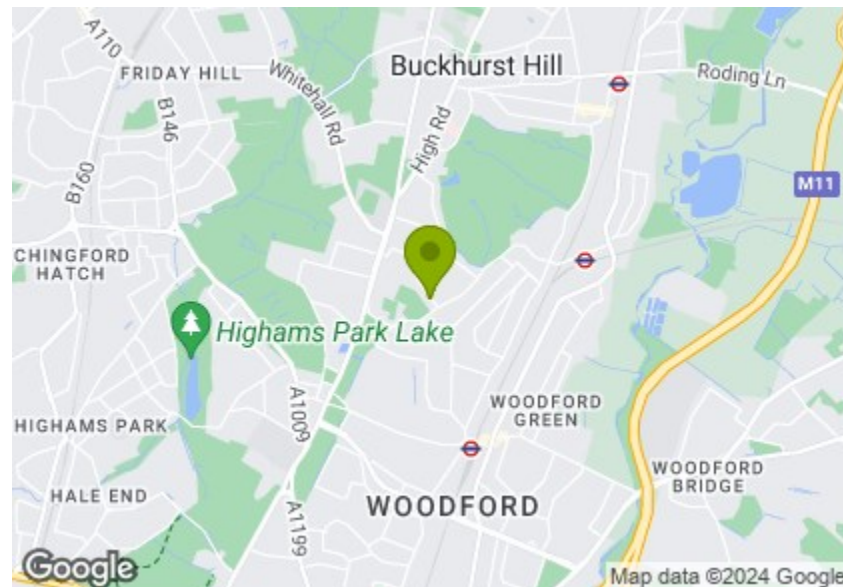 A110
Buckhurst Hill
FRIDAY HILL
Whitehall Rd
Roding Ln
B146
High Rd
B160
M11
CHINGFORD
HATCH
Highams Park Lake
WOODFORD
GREEN
A1009
HIGHAMS PARK
WOODFORD
BRIDGE
HALE END
WOODFORD
A1199
Google
Map data ©2024 Google